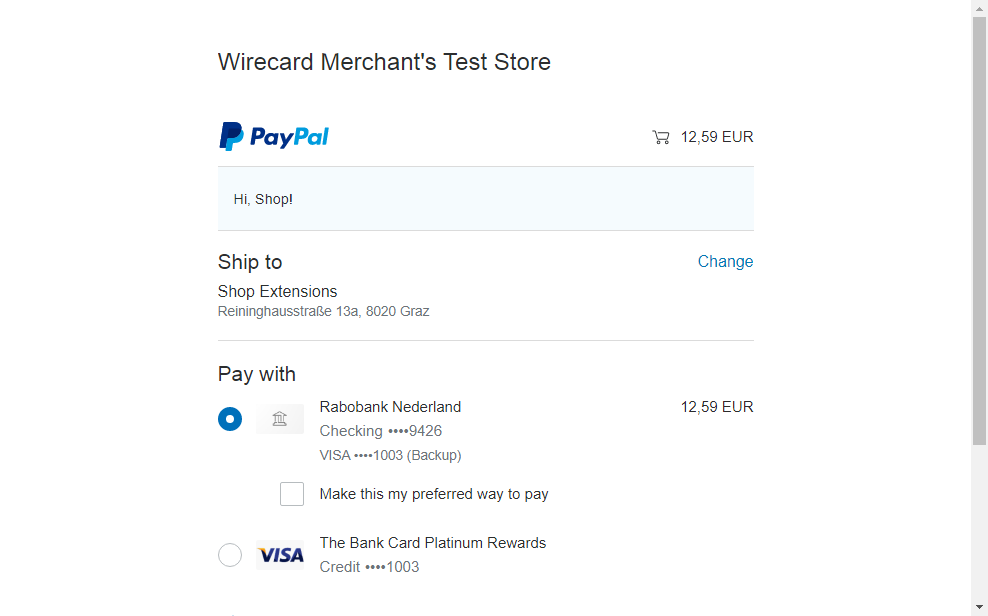 Wirecard Merchant's Test Store
PayPal
12,59 EUR
Hi, Shop!
Ship to
Change
Shop Extensions
Reininghausstraße 13a, 8020 Graz
Pay with
Rabobank Nederland
12,59 EUR
Checking ••••9426
VISA ••••1003 (Backup)
Make this my preferred way to pay
VISA
The Bank Card Platinum Rewards
Credit ••••1003